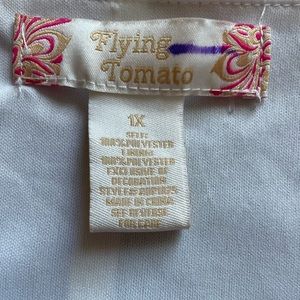 Flying
Tomato
1X
SELF:
100% POLYESTER
LINING:
100% POLYESTER
EXCLUSIVE OF
DECORATION
MADE IN CHINA
SEE REVERSE
FOR CARE